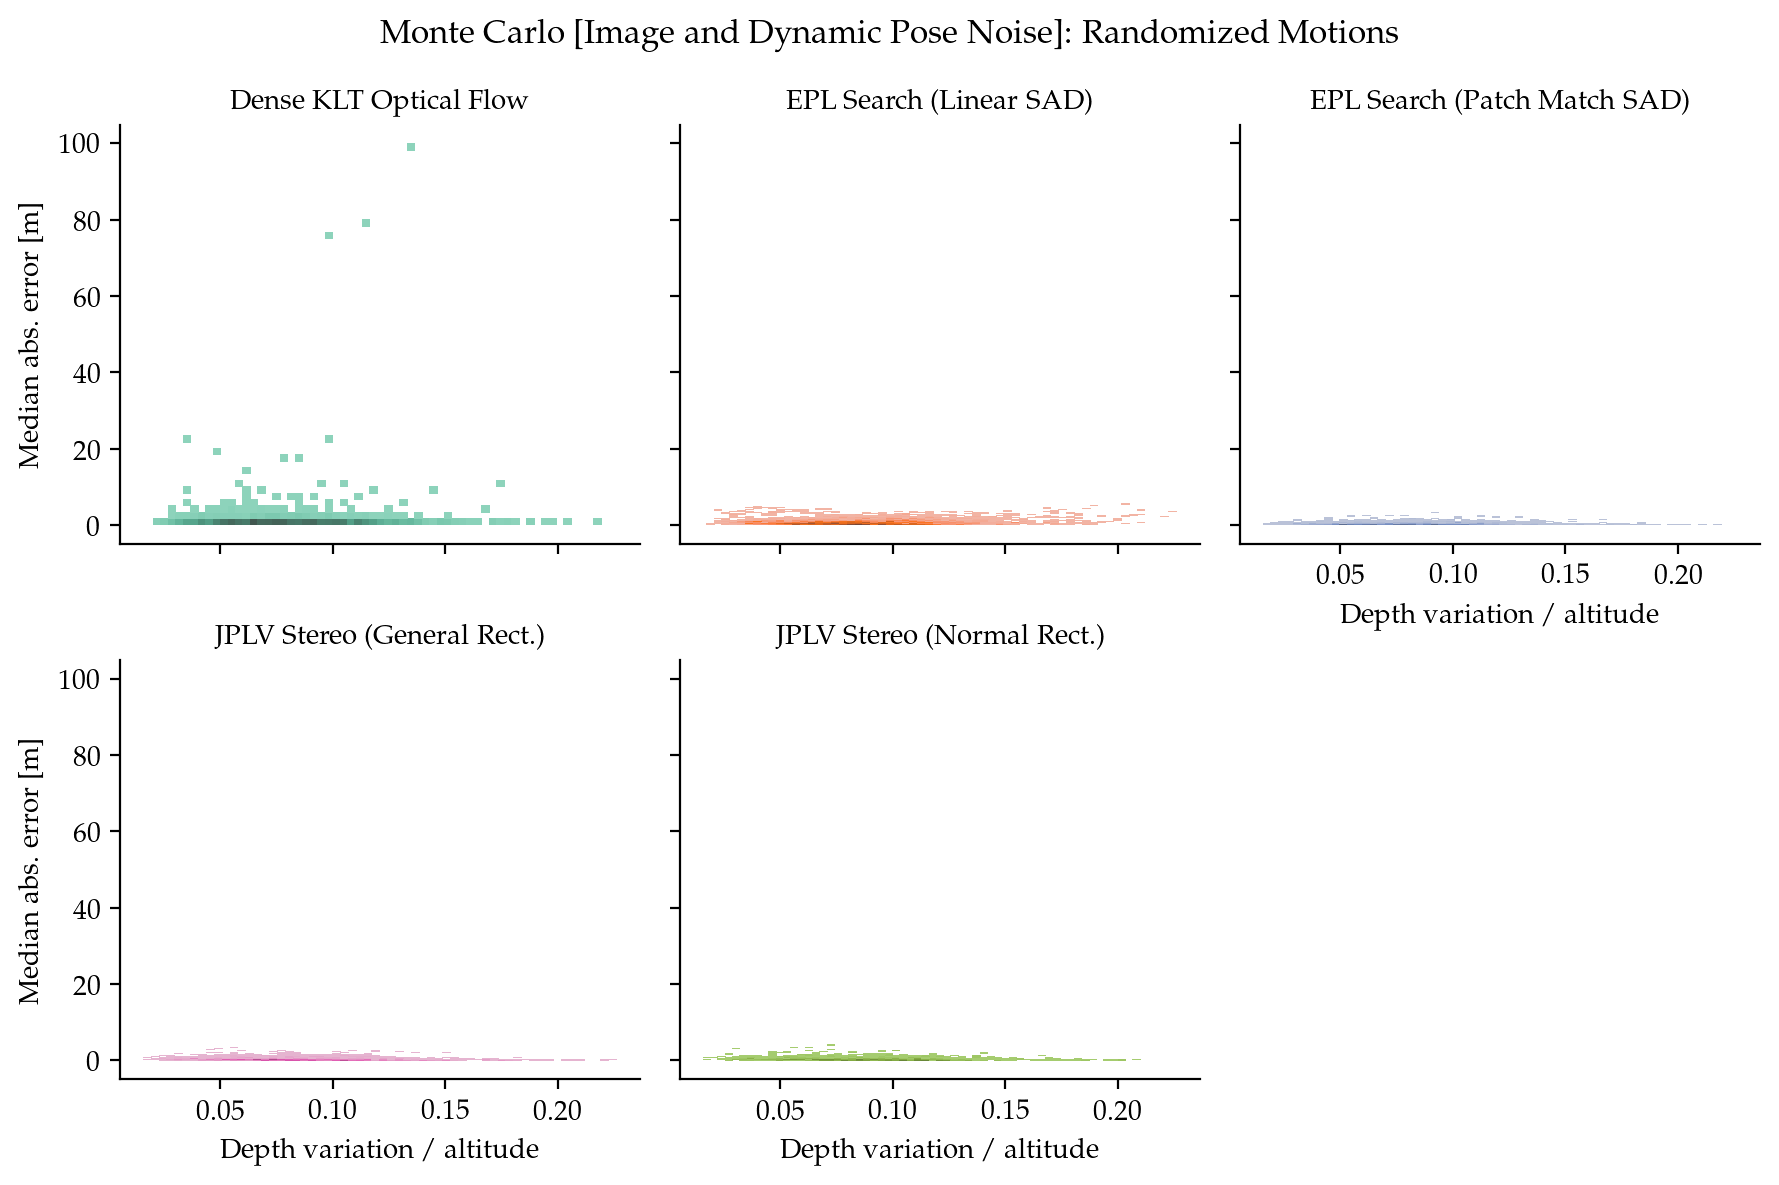 Monte Carlo [Image and Dynamic Pose Noise]: Randomized Motions
Dense KLT Optical Flow
EPL Search (Linear SAD)
EPL Search (Patch Match SAD)
Median abs. error [m]
100
80
60
40
20
0
0.05 0.10 0.15 0.20
Depth variation / altitude
JPLV Stereo (General Rect.)
JPLV Stereo (Normal Rect.)
Median abs. error [m]
100
80
60
40
20
0
0.05 0.10 0.15 0.20
Depth variation / altitude
0.05 0.10 0.15 0.20
Depth variation / altitude